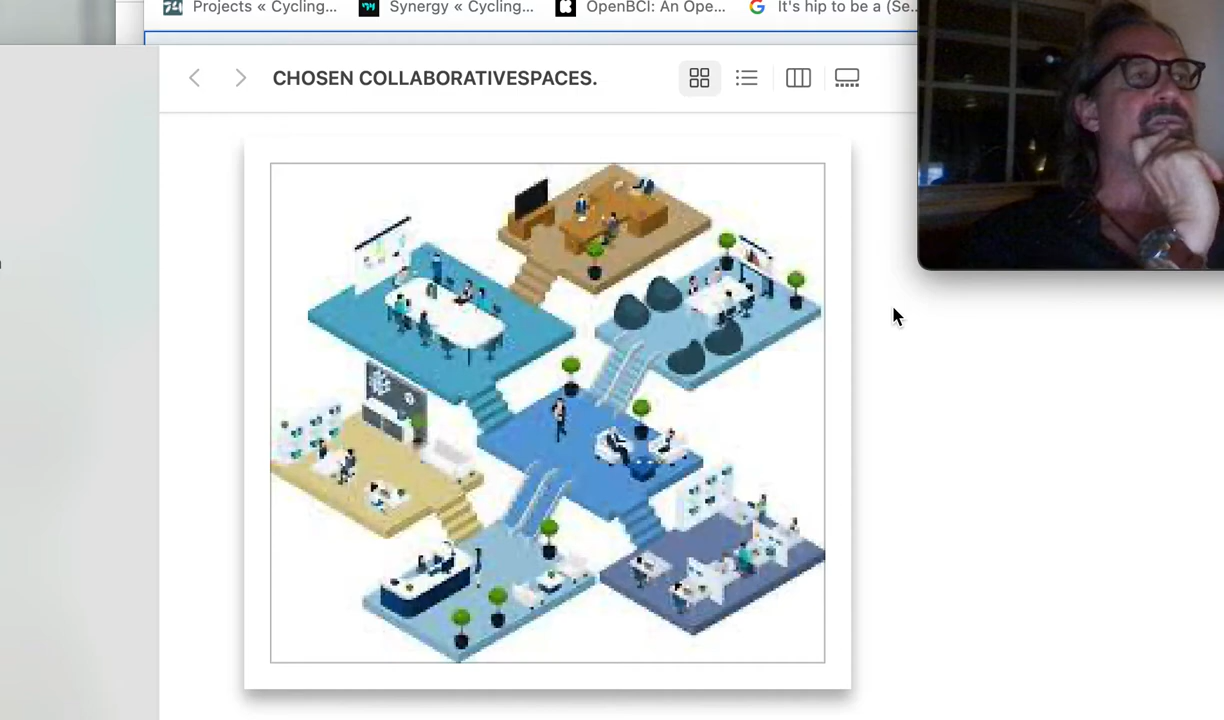 Projects « Cycling...
Synergy « Cycling...
OpenBCI: An Ope...
It's hip to be a (Se...
CHOSEN COLLABORATIVESPACES.